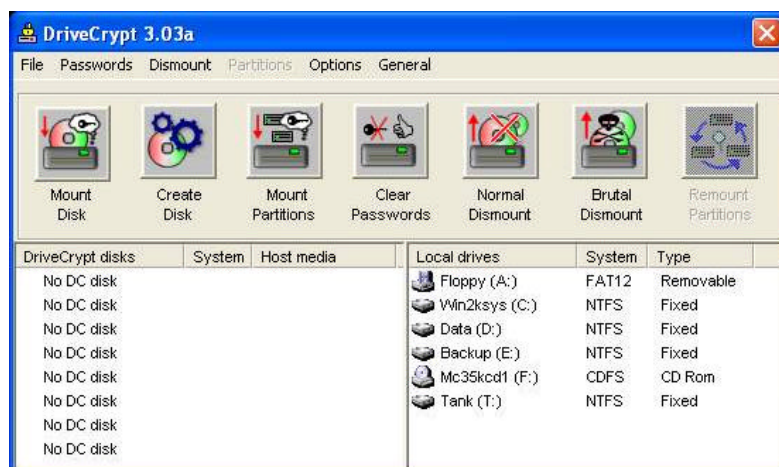 DriveCrypt 3.03a
File Passwords Dismount Partitions Options General
Mount Disk Create Disk Mount Partitions Clear Passwords Normal Dismount Brutal Dismount Remount Partitions
DriveCrypt disks System Host media Local drives System Type
No DC disk Floppy (A:) FAT12 Removable
No DC disk Win2ksys (C:) NTFS Fixed
No DC disk Data (D:) NTFS Fixed
No DC disk Backup (E:) NTFS Fixed
No DC disk Mc35kcd1 (F:) CDFS CD Rom
No DC disk Tank (T:) NTFS Fixed
No DC disk
No DC disk